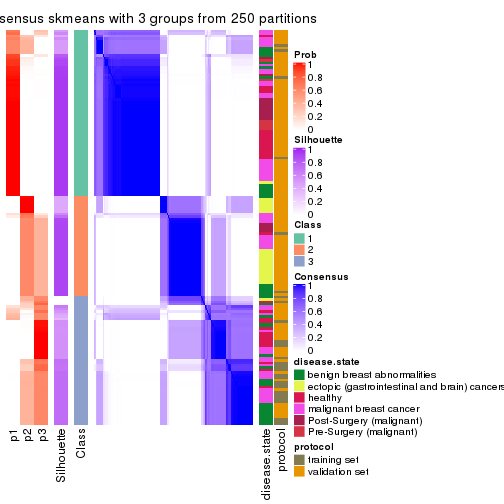 sensus skmeans with 3 groups from 250 partitions
Prob
1
0.8
0.6
0.4
0.2
0
Silhouette
1
0.8
0.6
0.4
0.2
0
Class
1
2
3
Consensus
1
0.8
0.6
0.4
0.2
0
disease.state
benign breast abnormalities
ectopic (gastrointestinal and brain) cancers
healthy
malignant breast cancer
Post-Surgery (malignant)
Pre-Surgery (malignant)
protocol
training set
validation set
p1
p2
p3
Silhouette
Class
disease.state
protocol